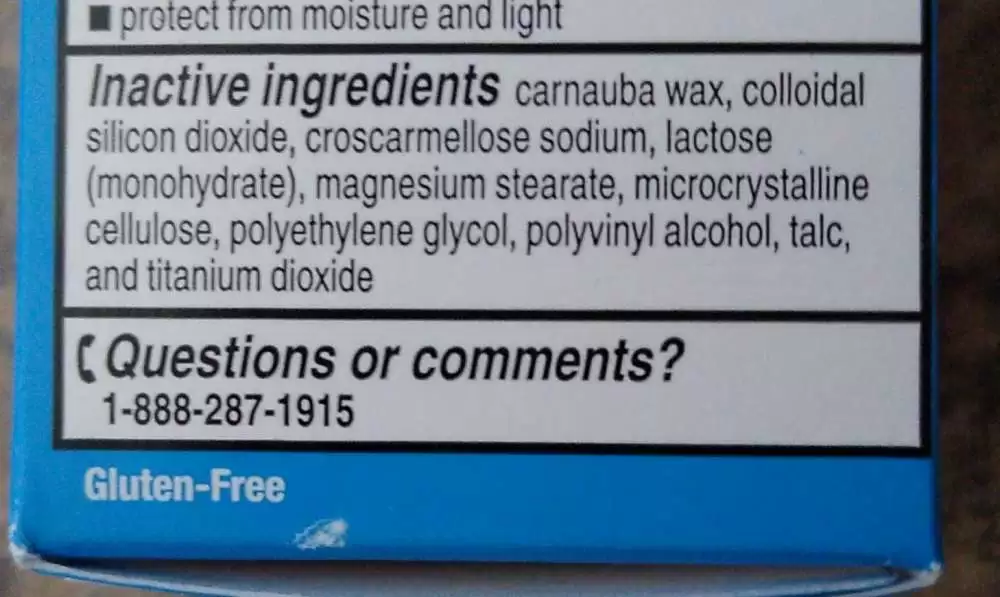 ■ protect from moisture and light
Inactive ingredients carnauba wax, colloidal
silicon dioxide, croscarmellose sodium, lactose
(monohydrate), magnesium stearate, microcrystalline
cellulose, polyethylene glycol, polyvinyl alcohol, talc,
and titanium dioxide
Questions or comments?
1-888-287-1915
Gluten-Free